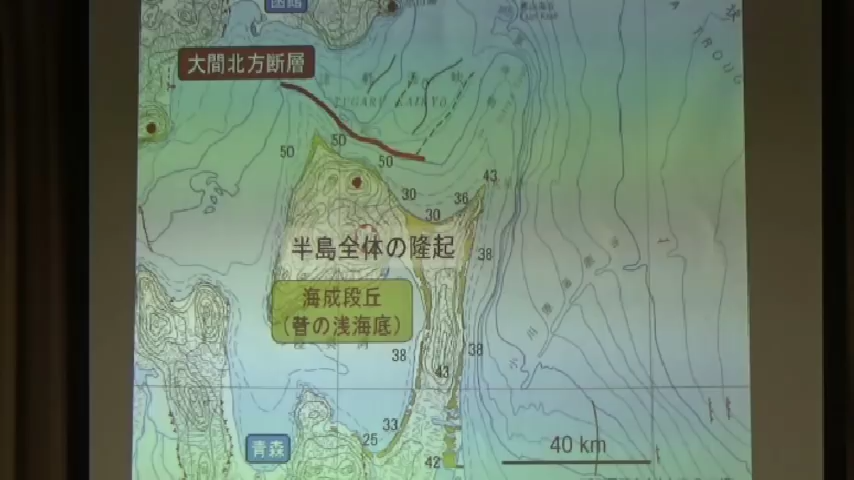 函館
大間北方断層
TUGARU KAIKYO
50
50
50
43
30
36
30
半島全体の隆起
38
海成段丘
(昔の浅海底)
38
38
43
33
25
青森
42
40 km